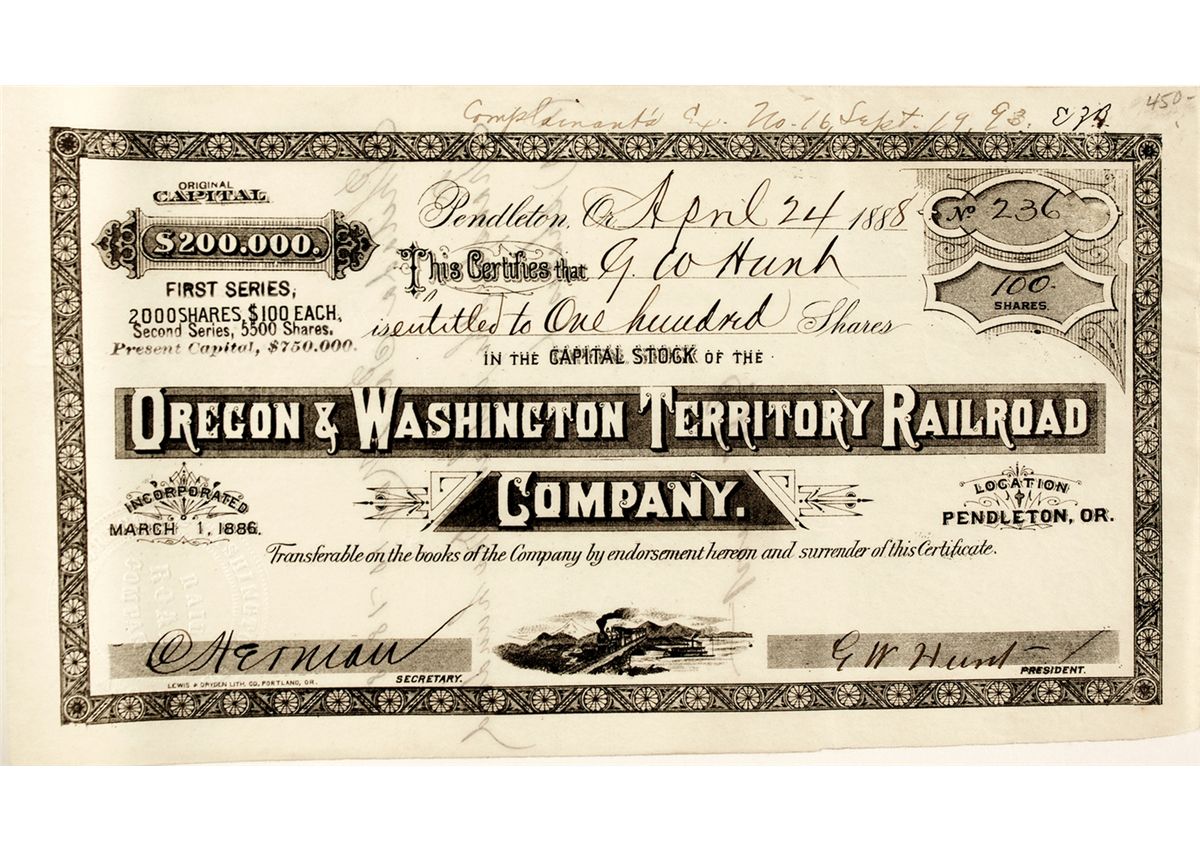 Complainant's Ex. No. 16, Sept. 19, 93.
450-
ORIGINAL
CAPITAL
$200.000.
FIRST SERIES,
2000 SHARES, $100 EACH,
Second Series, 5500 Shares.
Present Capital, $750.000.
Pendleton, Or. April 24 1888
No 236
This Certifies that G. W Hunt
100
SHARES.
is entitled to One hundred Shares
IN THE CAPITAL STOCK OF THE
OREGON & WASHINGTON TERRITORY RAILROAD
COMPANY.
INCORPORATED
MARCH 1, 1886.
LOCATION
PENDLETON, OR.
Transferable on the books of the Company by endorsement hereon and surrender of this Certificate.
SECRETARY.
G W Hunt
PRESIDENT.
LEWIS & DRYDEN LITH. CO. PORTLAND, OR.